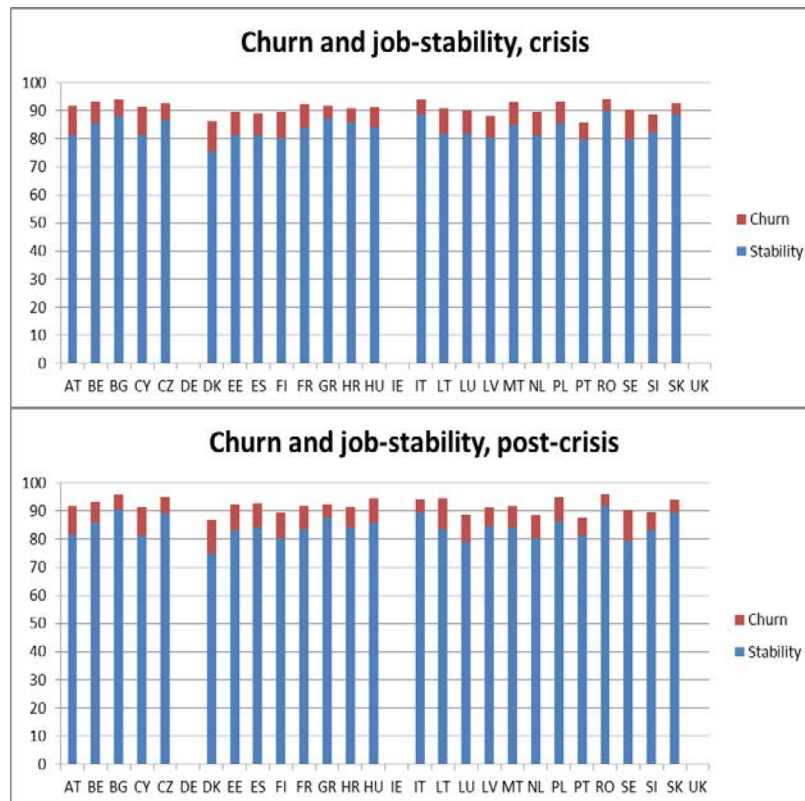 Churn and job-stability, crisis
100
90
80
70
60
50
40
30
20
10
0
Churn
Stability
AT BE BG CY CZ DE DK EE ES FI FR GR HR HU IE IT LT LU LV MT NL PL PT RO SE SI SK UK
Churn and job-stability, post-crisis
100
90
80
70
60
50
40
30
20
10
0
Churn
Stability
AT BE BG CY CZ DE DK EE ES FI FR GR HR HU IE IT LT LU LV MT NL PL PT RO SE SI SK UK